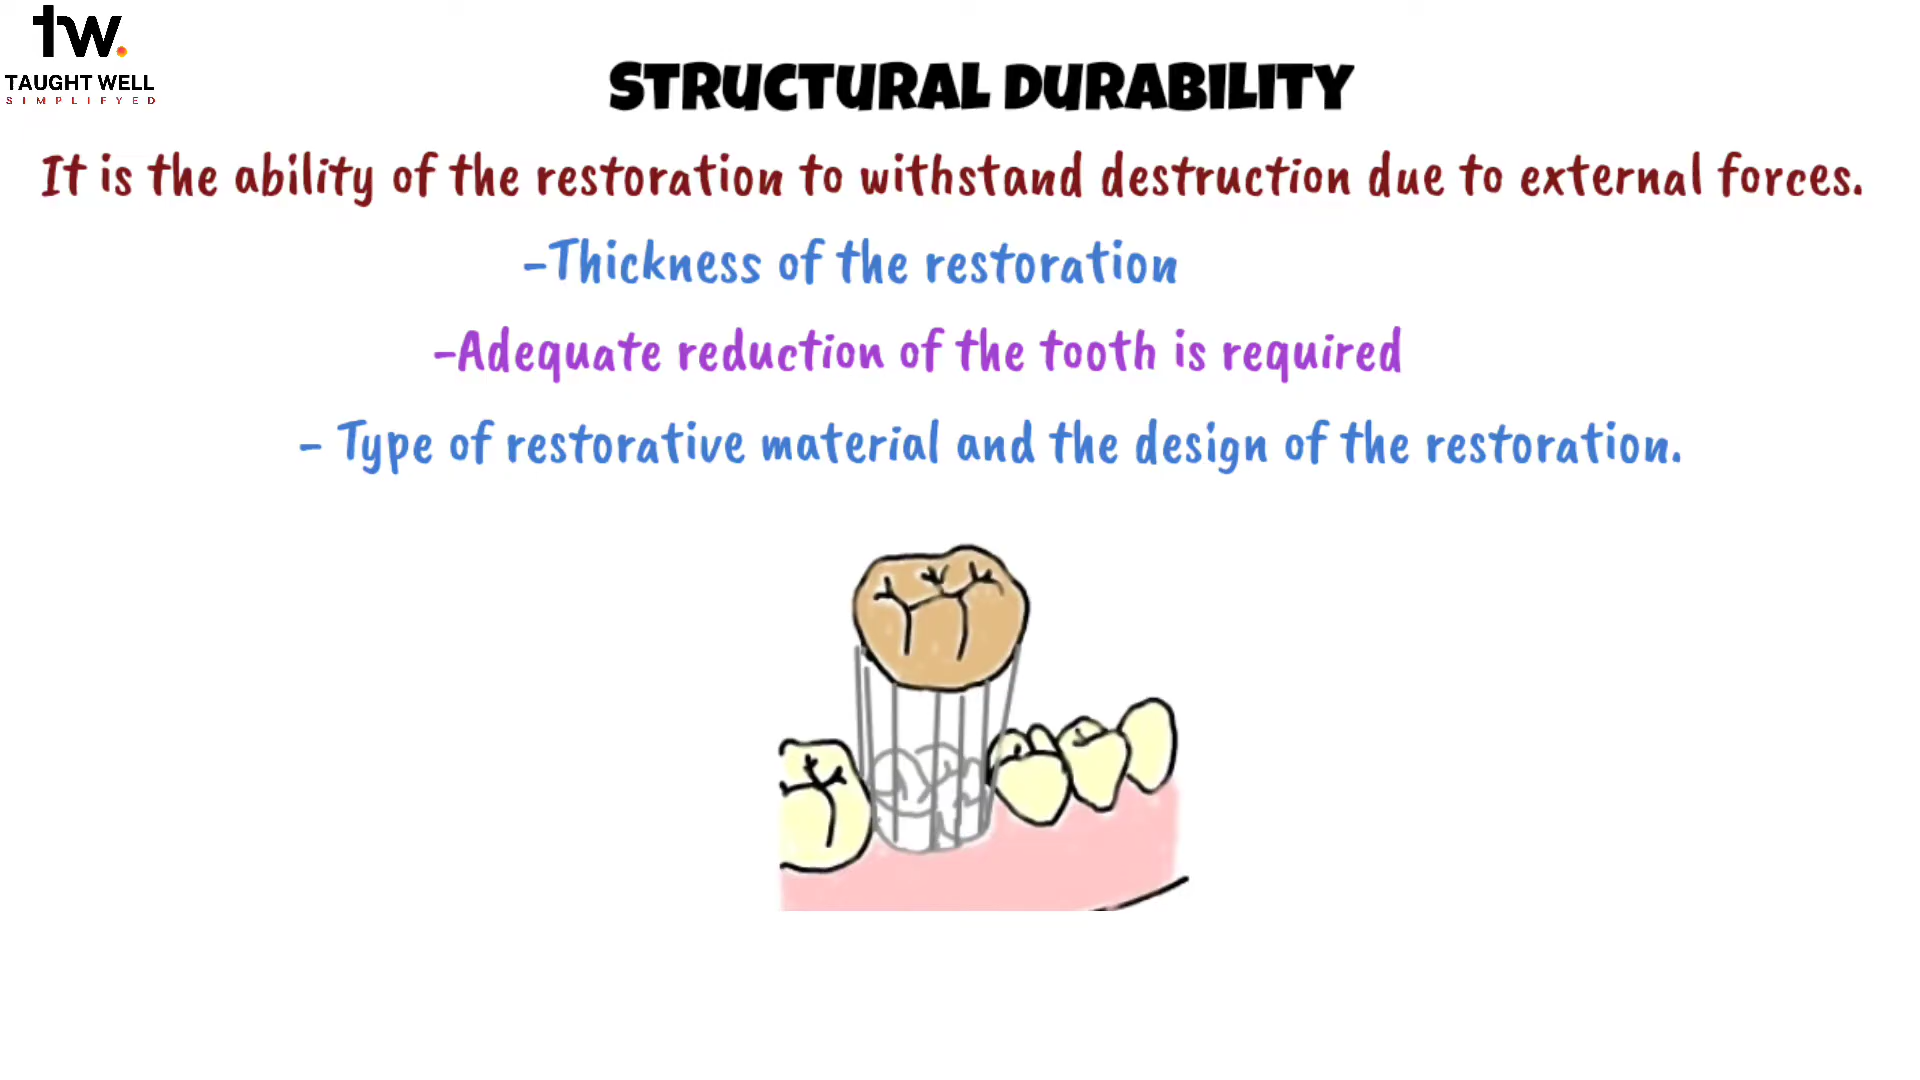 tw.
TAUGHT WELL
SIMPLIFYED
STRUCTURAL DURABILITY
It is the ability of the restoration to withstand destruction due to external forces.
-Thickness of the restoration
-Adequate reduction of the tooth is required
- Type of restorative material and the design of the restoration.